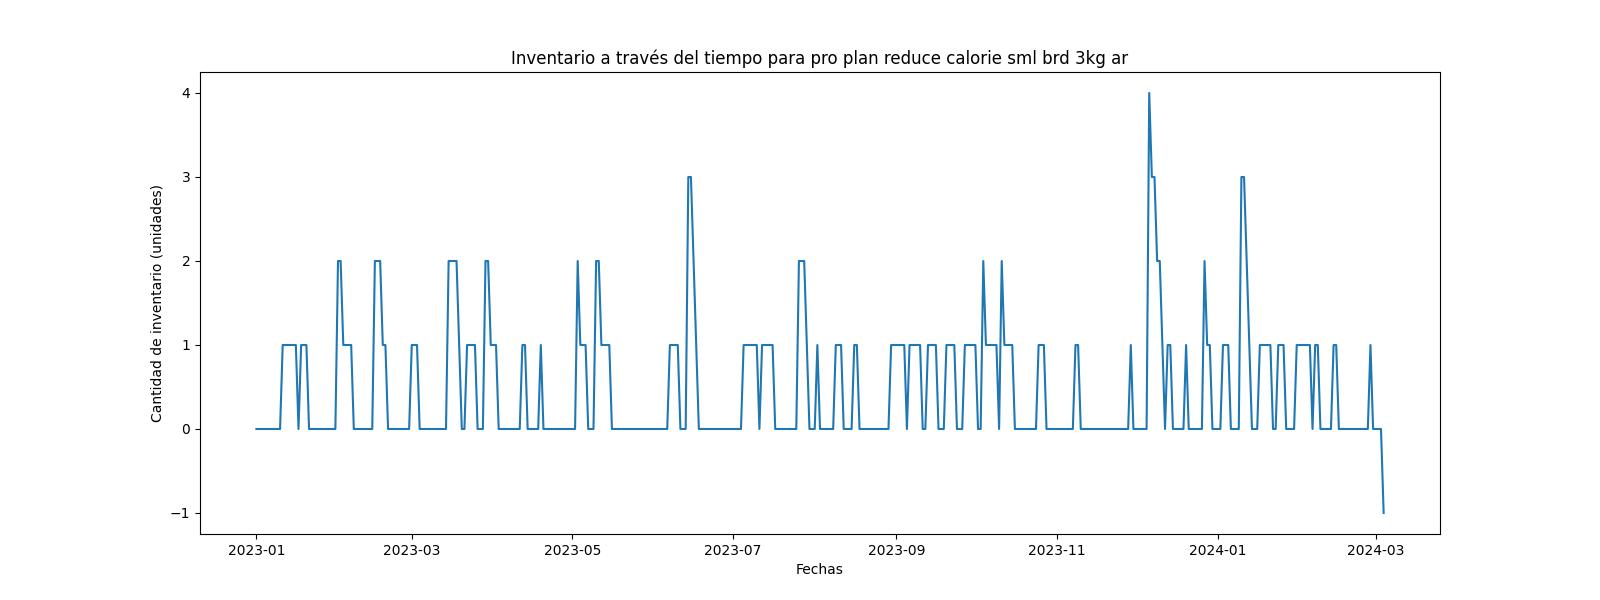 Inventario a través del tiempo para pro plan reduce calorie sml brd 3kg ar
Cantidad de inventario (unidades)
4
3
2
1
0
−1
2023-01 2023-03 2023-05 2023-07 2023-09 2023-11 2024-01 2024-03
Fechas